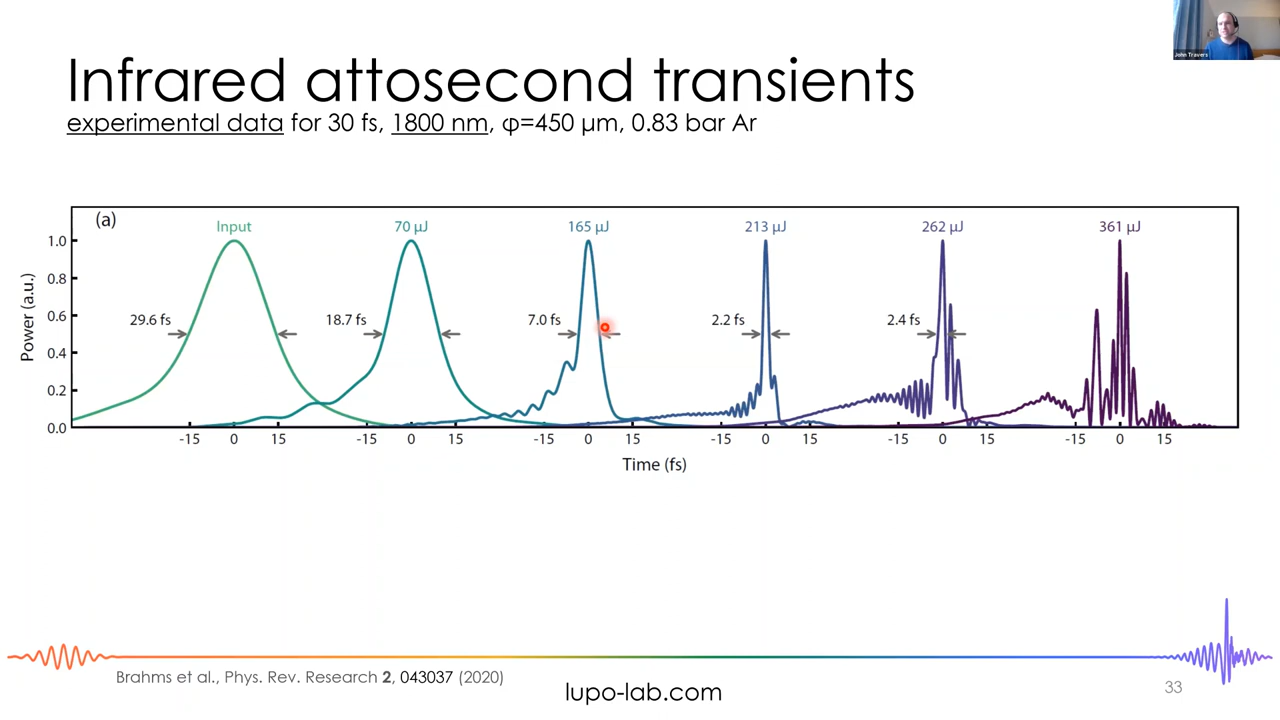 John Travers
Infrared attosecond transients
experimental data for 30 fs, 1800 nm, φ=450 μm, 0.83 bar Ar
(a)
Input 70 μJ 165 μJ 213 μJ 262 μJ 361 μJ
1.0
0.8
0.6
0.4
0.2
0.0
Power (a.u.)
29.6 fs 18.7 fs 7.0 fs 2.2 fs 2.4 fs
-15 0 15 -15 0 15 -15 0 15 -15 0 15 -15 0 15 -15 0 15
Time (fs)
Brahms et al., Phys. Rev. Research 2, 043037 (2020)
lupo-lab.com
33